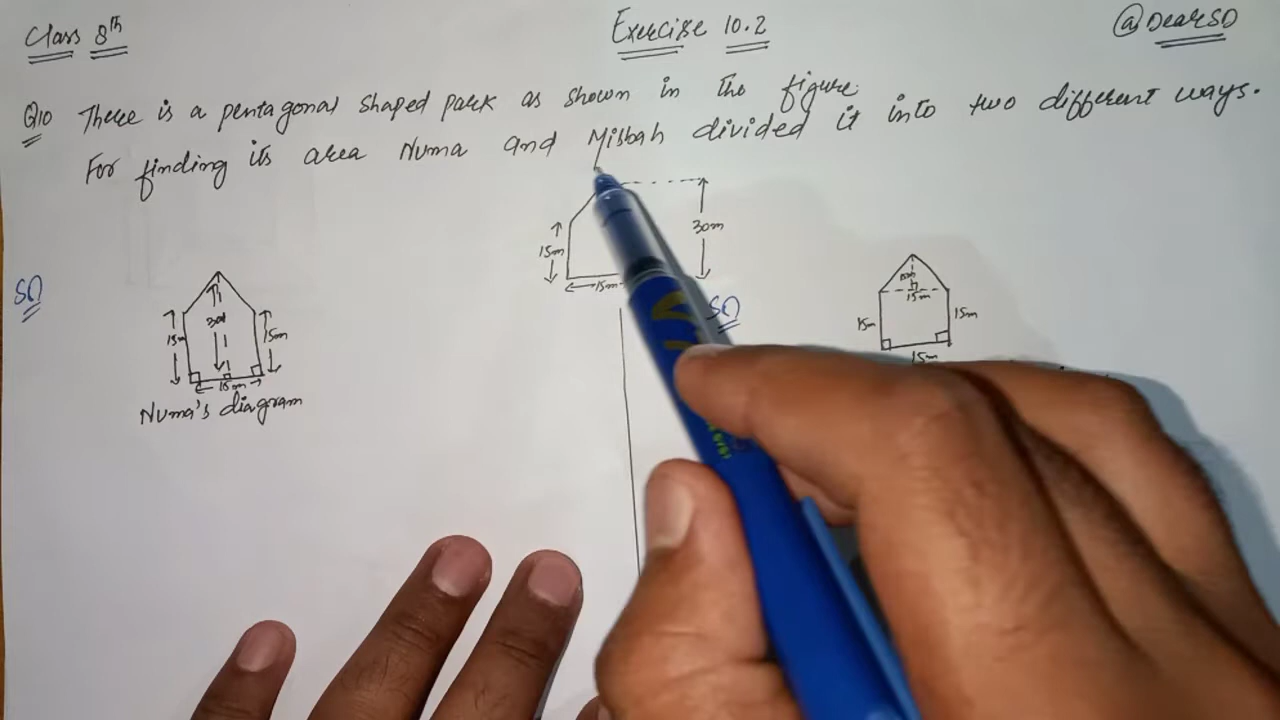 Class 8th
Exercise 10.2
@DearSD
Q10 There is a pentagonal shaped park as shown in the figure.
For finding its area Numa and Misbah divided it into two different ways.
15m
30m
15m
SD
15m
15m
15m
Numa's diagram
SD
15m
15m
15m
15m